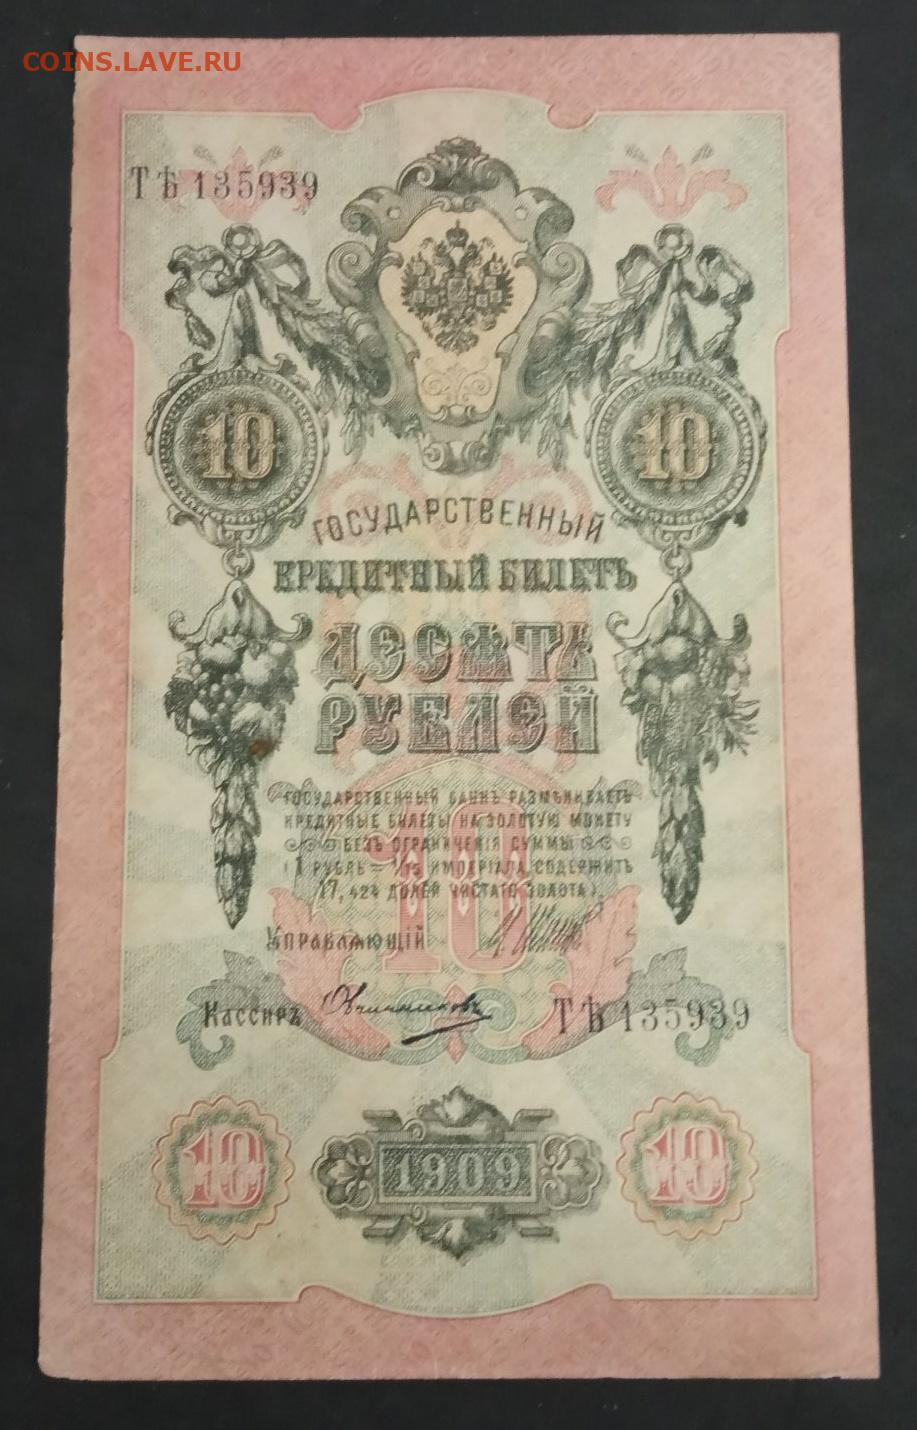 COINS.LAVE.RU
ТѢ 135939
10 10
ГОСУДАРСТВЕННЫЙ
КРЕДИТНЫЙ БИЛЕТЪ
ДЕСЯТЬ
РУБЛЕЙ
ГОСУДАРСТВЕННЫЙ БАНКЪ РАЗМѢНИВАЕТЪ
КРЕДИТНЫЕ БИЛЕТЫ НА ЗОЛОТУЮ МОНЕТУ
БЕЗЪ ОГРАНИЧЕНІЯ СУММЫ
(1 РУБЛЬ = 1/15 ИМПЕРІАЛА, СОДЕРЖИТЪ
17,424 ДОЛЕЙ ЧИСТАГО ЗОЛОТА).
10
УПРАВЛЯЮЩІЙ
КАССИРЪ Овчинниковъ ТѢ 135939
10 1909 10